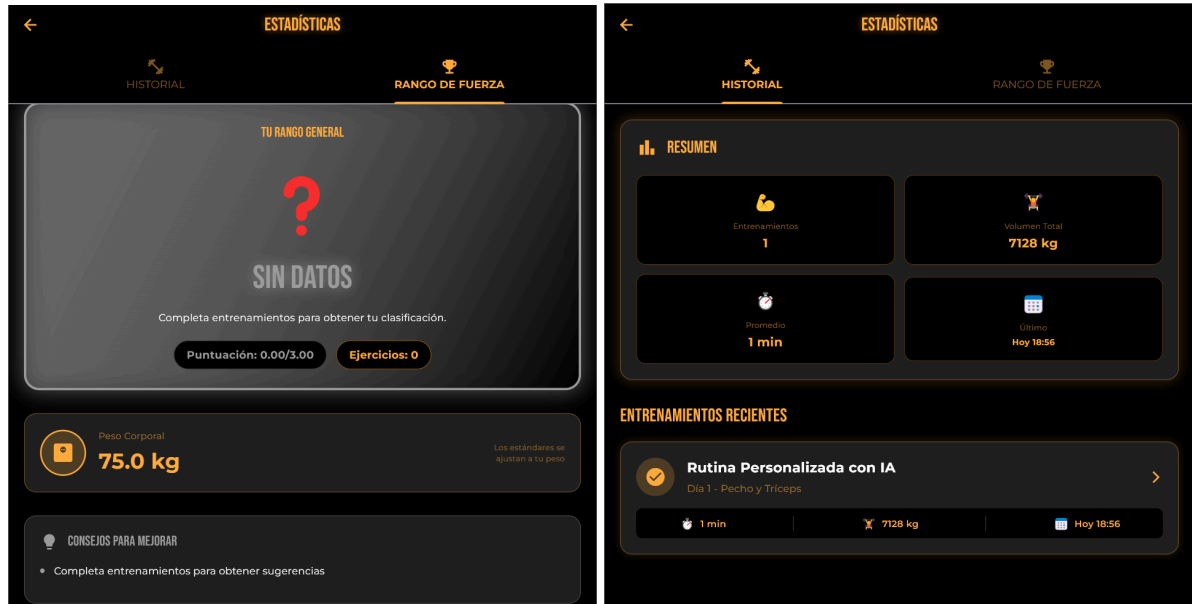 ESTADÍSTICAS
HISTORIAL
RANGO DE FUERZA
TU RANGO GENERAL
?
SIN DATOS
Completa entrenamientos para obtener tu clasificación.
Puntuación: 0.00/3.00
Ejercicios: 0
Peso Corporal
75.0 kg
Los estándares se
ajustan a tu peso
CONSEJOS PARA MEJORAR
• Completa entrenamientos para obtener sugerencias
ESTADÍSTICAS
HISTORIAL
RANGO DE FUERZA
RESUMEN
Entrenamientos
1
Volumen Total
7128 kg
Promedio
1 min
Último
Hoy 18:56
ENTRENAMIENTOS RECIENTES
Rutina Personalizada con IA
Día 1 - Pecho y Tríceps
1 min
7128 kg
Hoy 18:56